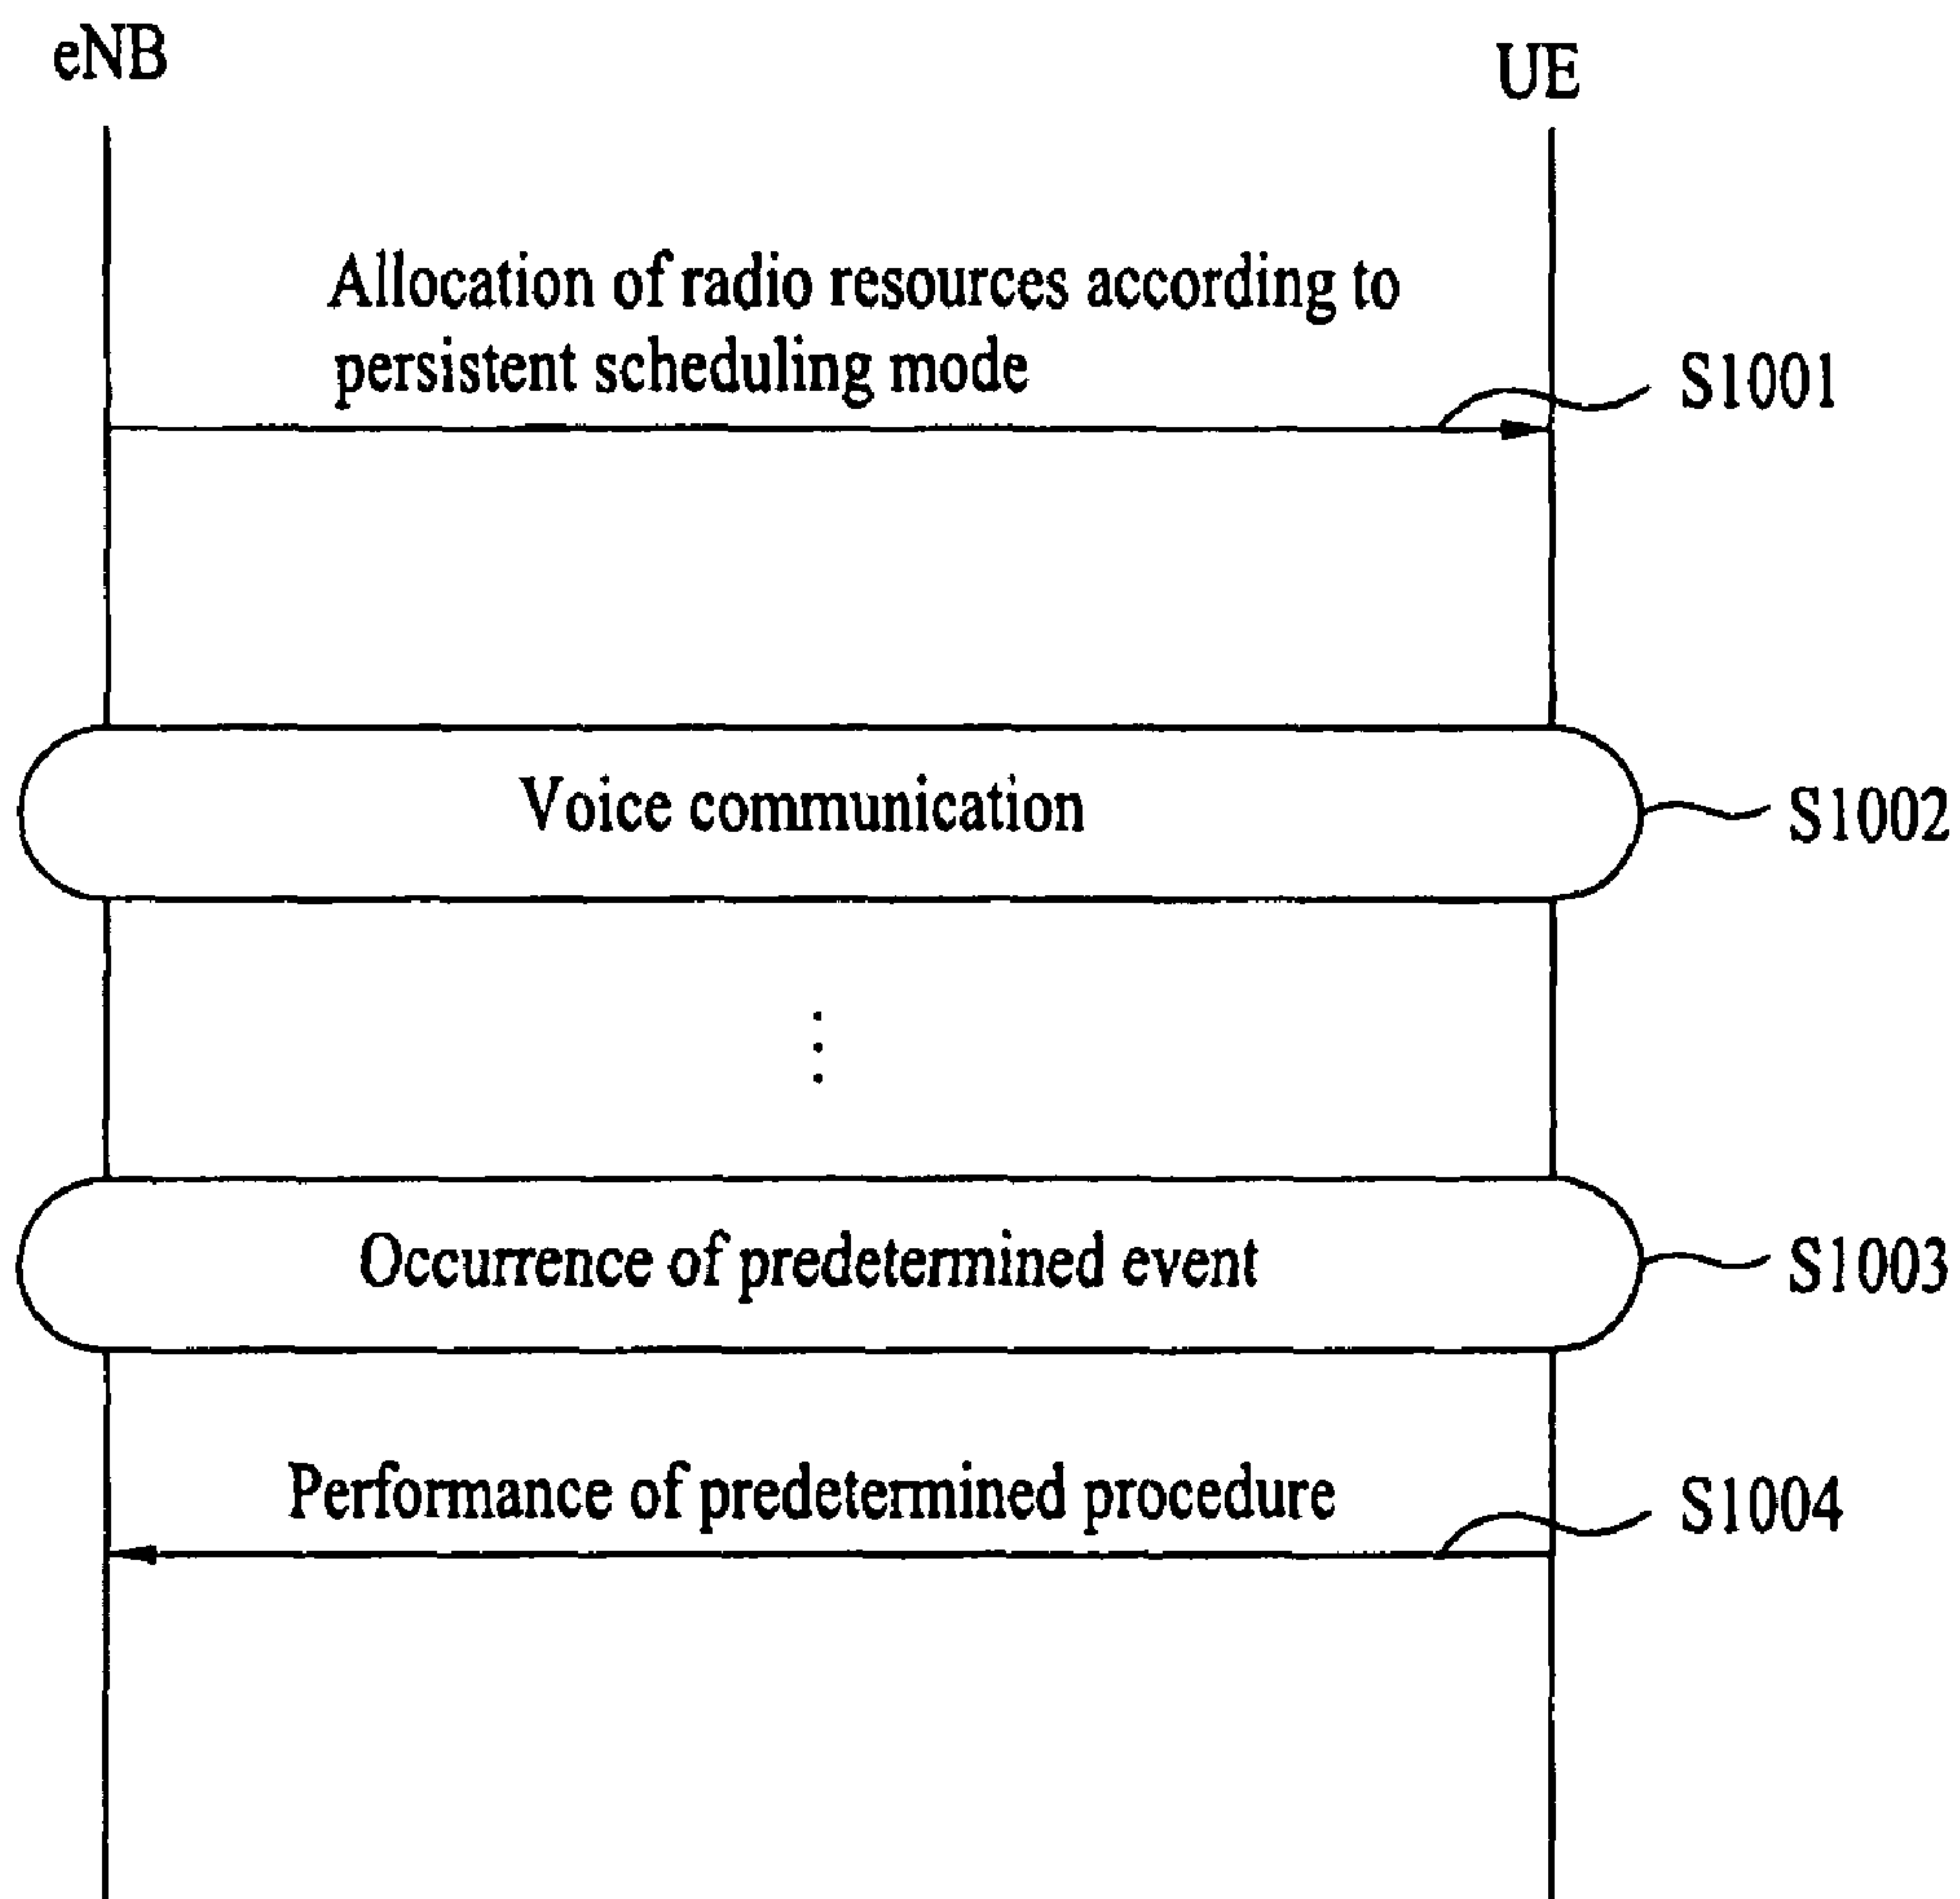 eNB
UE
Allocation of radio resources according to
persistent scheduling mode
S1001
Voice communication
S1002
Occurrence of predetermined event
S1003
Performance of predetermined procedure
S1004